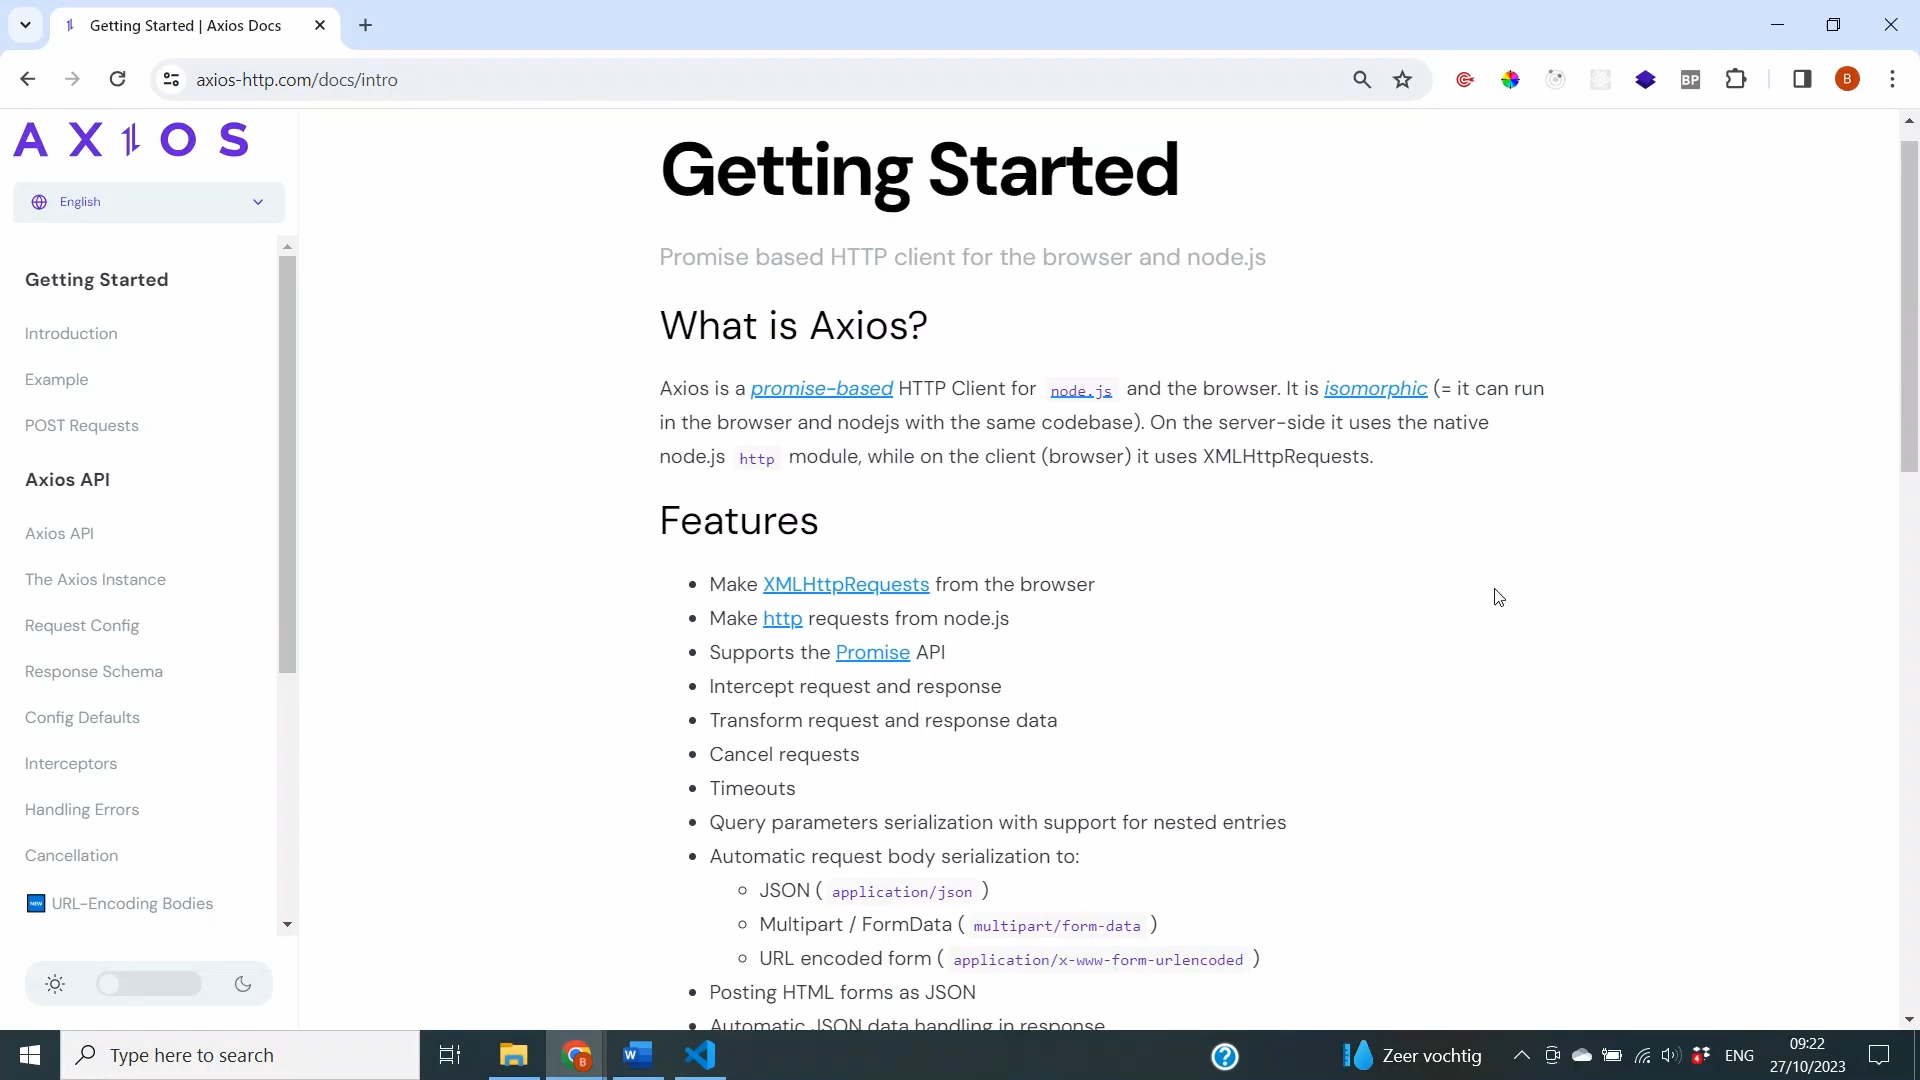 Getting Started | Axios Docs
axios-http.com/docs/intro
BP
B
AXIOS
English
Getting Started
Introduction
Example
POST Requests
Axios API
Axios API
The Axios Instance
Request Config
Response Schema
Config Defaults
Interceptors
Handling Errors
Cancellation
NEW URL-Encoding Bodies
Getting Started
Promise based HTTP client for the browser and node.js
What is Axios?
Axios is a promise-based HTTP Client for node.js and the browser. It is isomorphic (= it can run
in the browser and nodejs with the same codebase). On the server-side it uses the native
node.js http module, while on the client (browser) it uses XMLHttpRequests.
Features
• Make XMLHttpRequests from the browser
• Make http requests from node.js
• Supports the Promise API
• Intercept request and response
• Transform request and response data
• Cancel requests
• Timeouts
• Query parameters serialization with support for nested entries
• Automatic request body serialization to:
◦ JSON ( application/json )
◦ Multipart / FormData ( multipart/form-data )
◦ URL encoded form ( application/x-www-form-urlencoded )
• Posting HTML forms as JSON
• Automatic JSON data handling in response
Type here to search
B
W
?
Zeer vochtig
ENG
09:22
27/10/2023